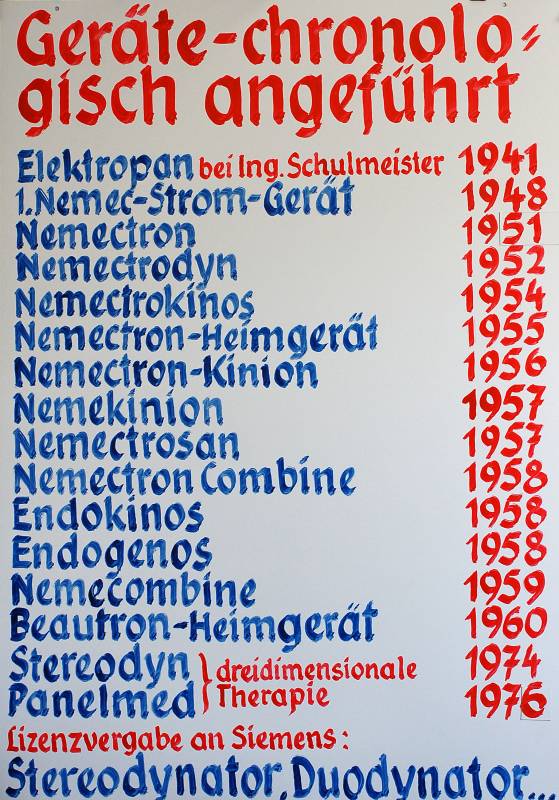 Geräte-chronolo-
gisch angeführt
Elektropan bei Ing. Schulmeister 1941
1. Nemec-Strom-Gerät 1948
Nemectron 1951
Nemectrodyn 1952
Nemectrokinos 1954
Nemectron-Heimgerät 1955
Nemectron-Kinion 1956
Nemekinion 1957
Nemectrosan 1957
Nemectron Combine 1958
Endokinos 1958
Endogenos 1958
Nemecombine 1959
Beautron-Heimgerät 1960
Stereodyn } dreidimensionale 1974
Panelmed } Therapie 1976
Lizenzvergabe an Siemens:
Stereodynator, Duodynator...